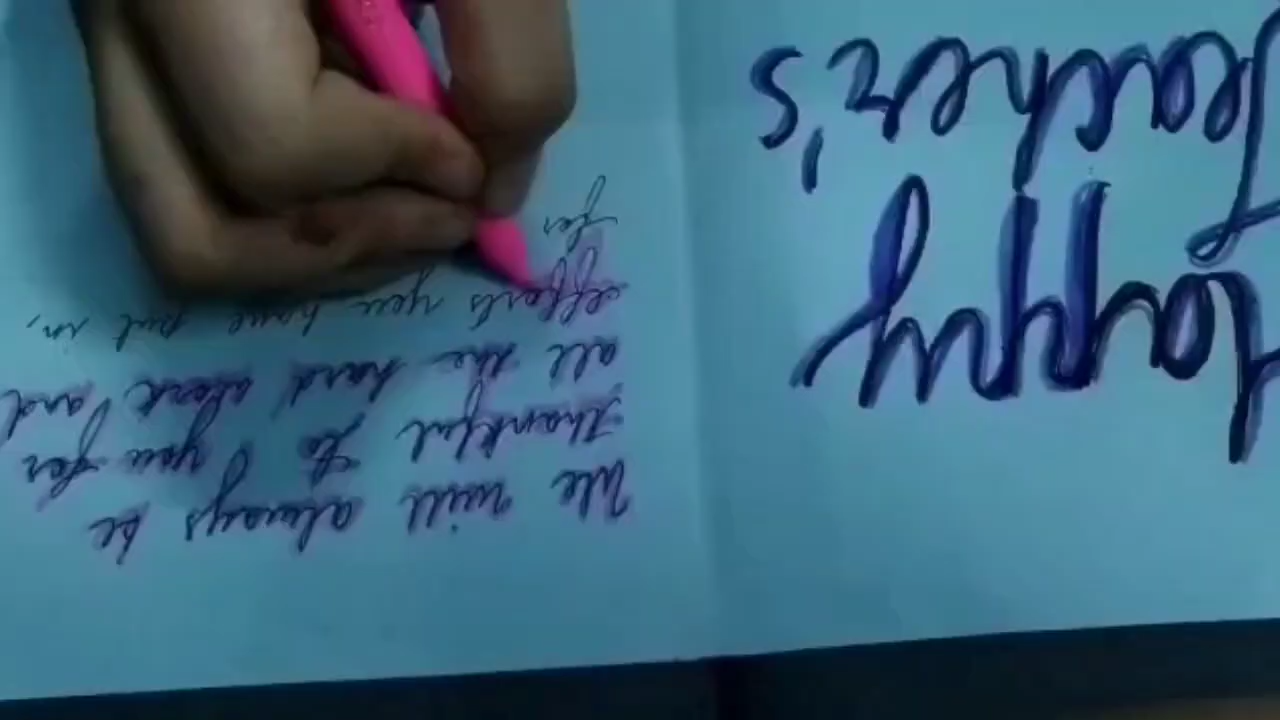 Happy
Teacher's
We will always be
thankful to you for
all the hard work and
efforts you have put in,
for